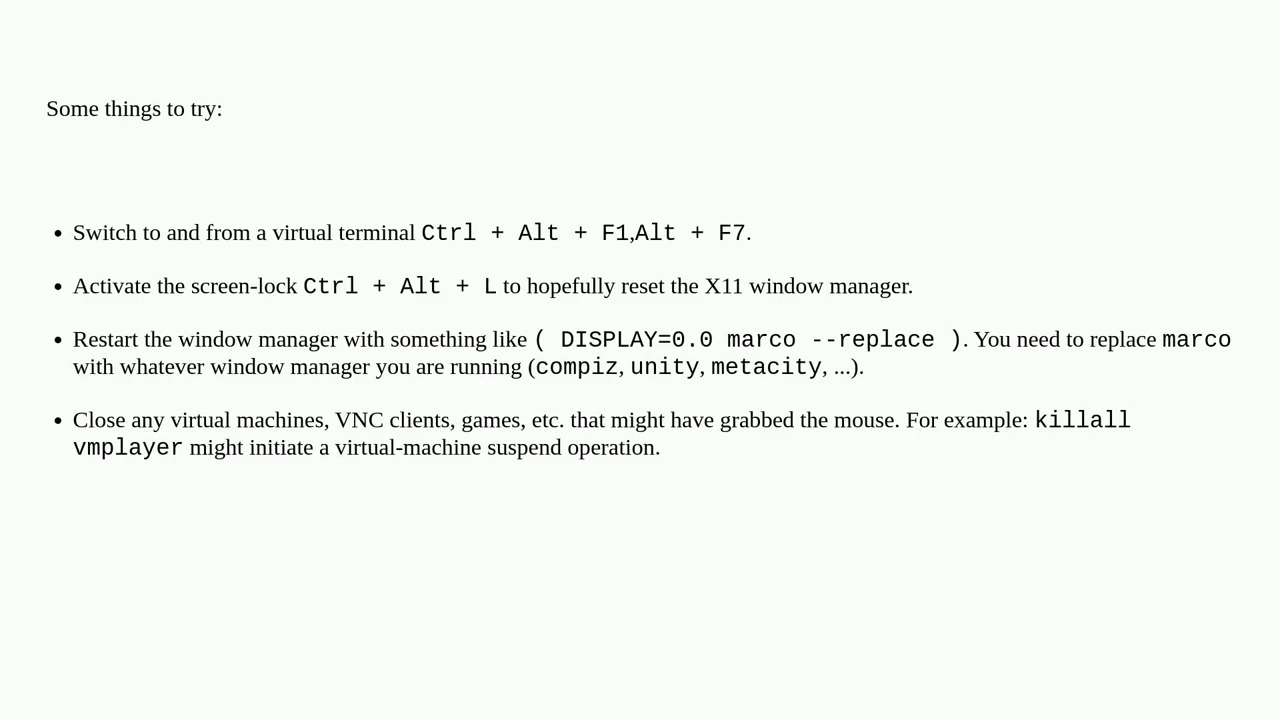 Some things to try:
• Switch to and from a virtual terminal Ctrl + Alt + F1,Alt + F7.
• Activate the screen-lock Ctrl + Alt + L to hopefully reset the X11 window manager.
• Restart the window manager with something like ( DISPLAY=0.0 marco --replace ). You need to replace marco
with whatever window manager you are running (compiz, unity, metacity, ...).
• Close any virtual machines, VNC clients, games, etc. that might have grabbed the mouse. For example: killall
vmplayer might initiate a virtual-machine suspend operation.